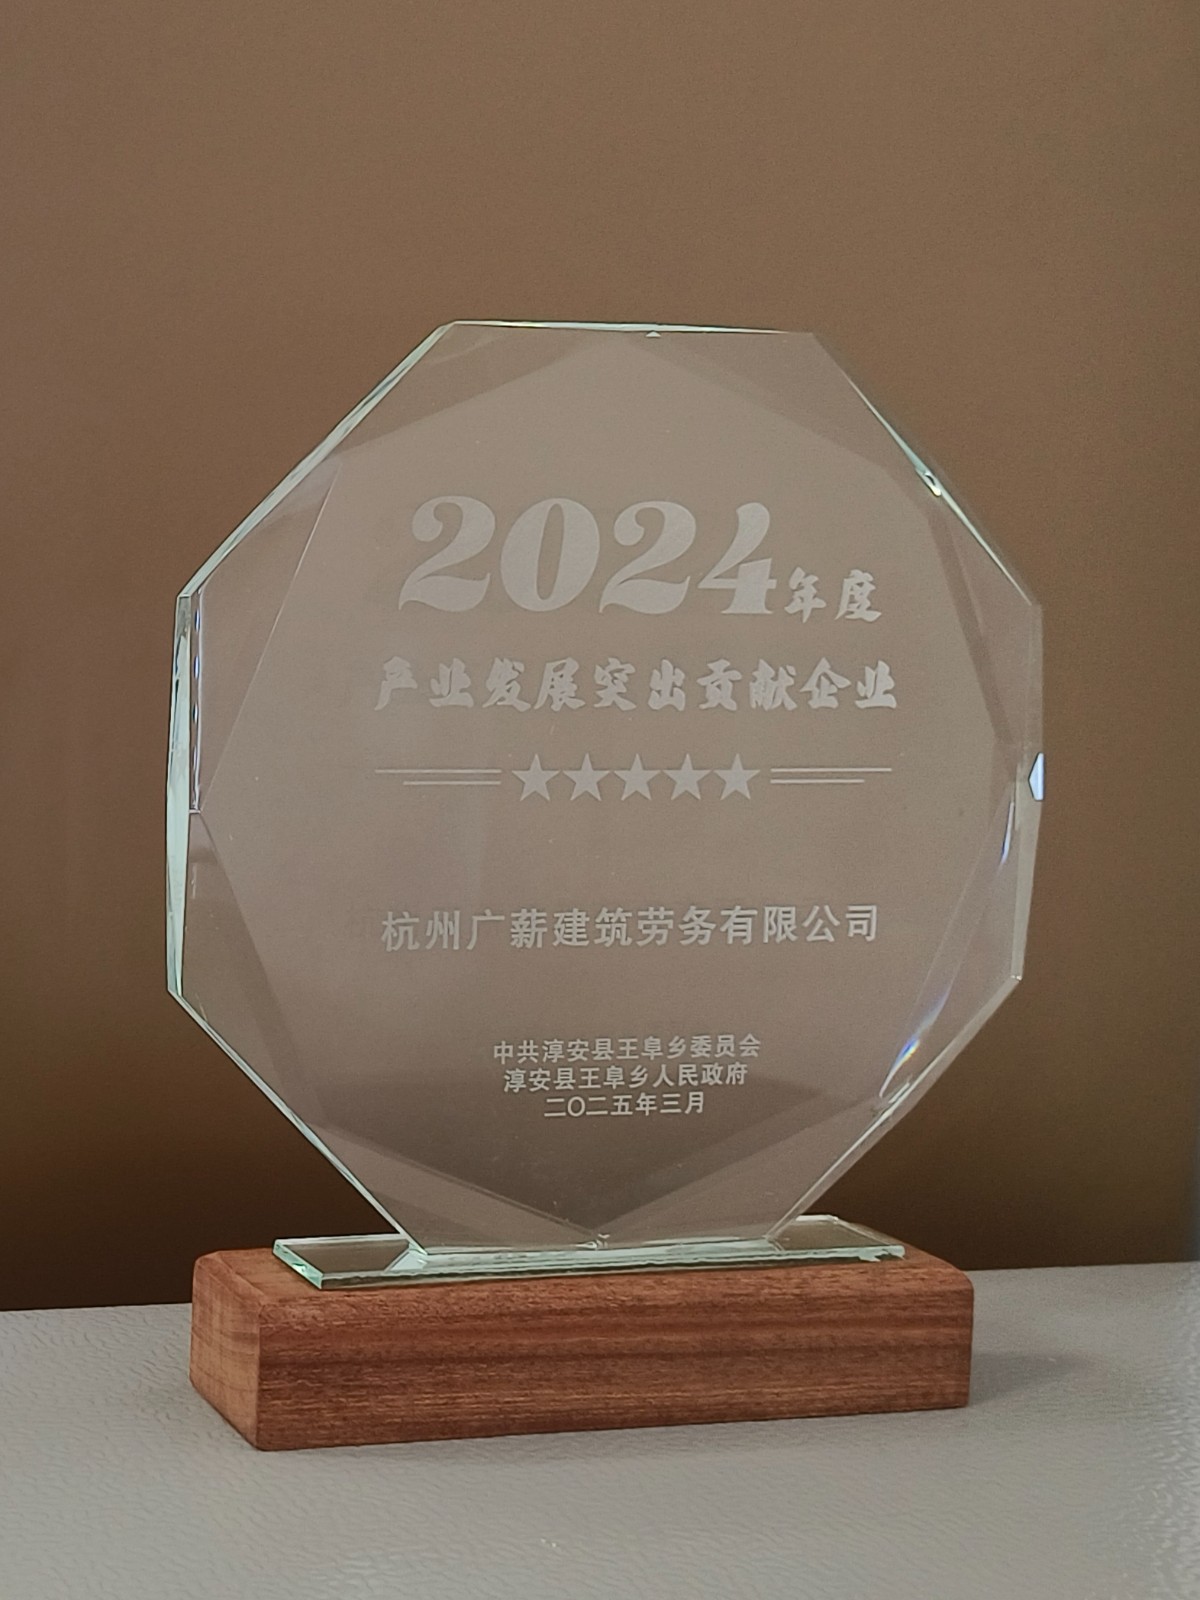 2024年度
产业发展突出贡献企业
杭州广薪建筑劳务有限公司
中共淳安县王阜乡委员会
淳安县王阜乡人民政府
二〇二五年三月